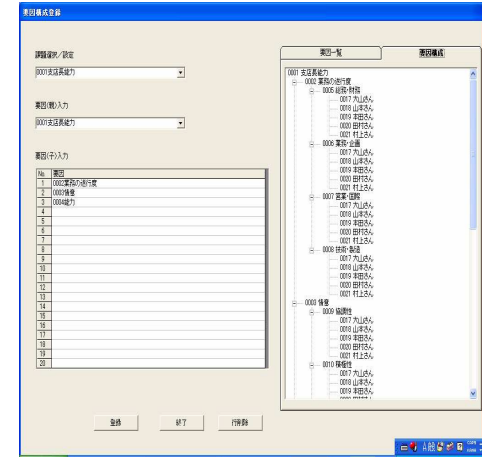 要因構成登録
課題選択/設定
0001支店長能力
要因(親)入力
0001支店長能力
要因(子)入力
No. 要因
1 0002業務の遂行度
2 0003情意
3 0004能力
4
5
6
7
8
9
10
11
12
13
14
15
16
17
18
19
20
登録 終了 行削除
要因一覧 要因構成
0001 支店長能力
0002 業務の遂行度
0005 総務・財務
0017 大山さん
0018 山本さん
0019 本田さん
0020 田村さん
0021 村上さん
0006 業務・企画
0017 大山さん
0018 山本さん
0019 本田さん
0020 田村さん
0021 村上さん
0007 営業・国際
0017 大山さん
0018 山本さん
0019 本田さん
0020 田村さん
0021 村上さん
0008 技術・製造
0017 大山さん
0018 山本さん
0019 本田さん
0020 田村さん
0021 村上さん
0003 情意
0009 協調性
0017 大山さん
0018 山本さん
0019 本田さん
0020 田村さん
0021 村上さん
0010 積極性
0017 大山さん
0018 山本さん
0019 本田さん
0020 田村さん
0021 村上さん
A般